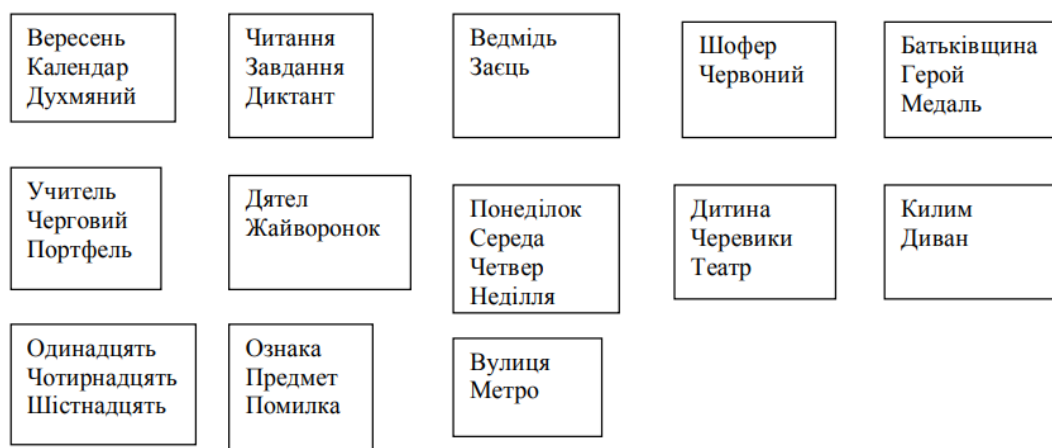 Вересень
Календар
Духмяний
Читання
Завдання
Диктант
Ведмідь
Заєць
Шофер
Червоний
Батьківщина
Герой
Медаль
Учитель
Черговий
Портфель
Дятел
Жайворонок
Понеділок
Середа
Четвер
Неділля
Дитина
Черевики
Театр
Килим
Диван
Одинадцять
Чотирнадцять
Шістнадцять
Ознака
Предмет
Помилка
Вулиця
Метро